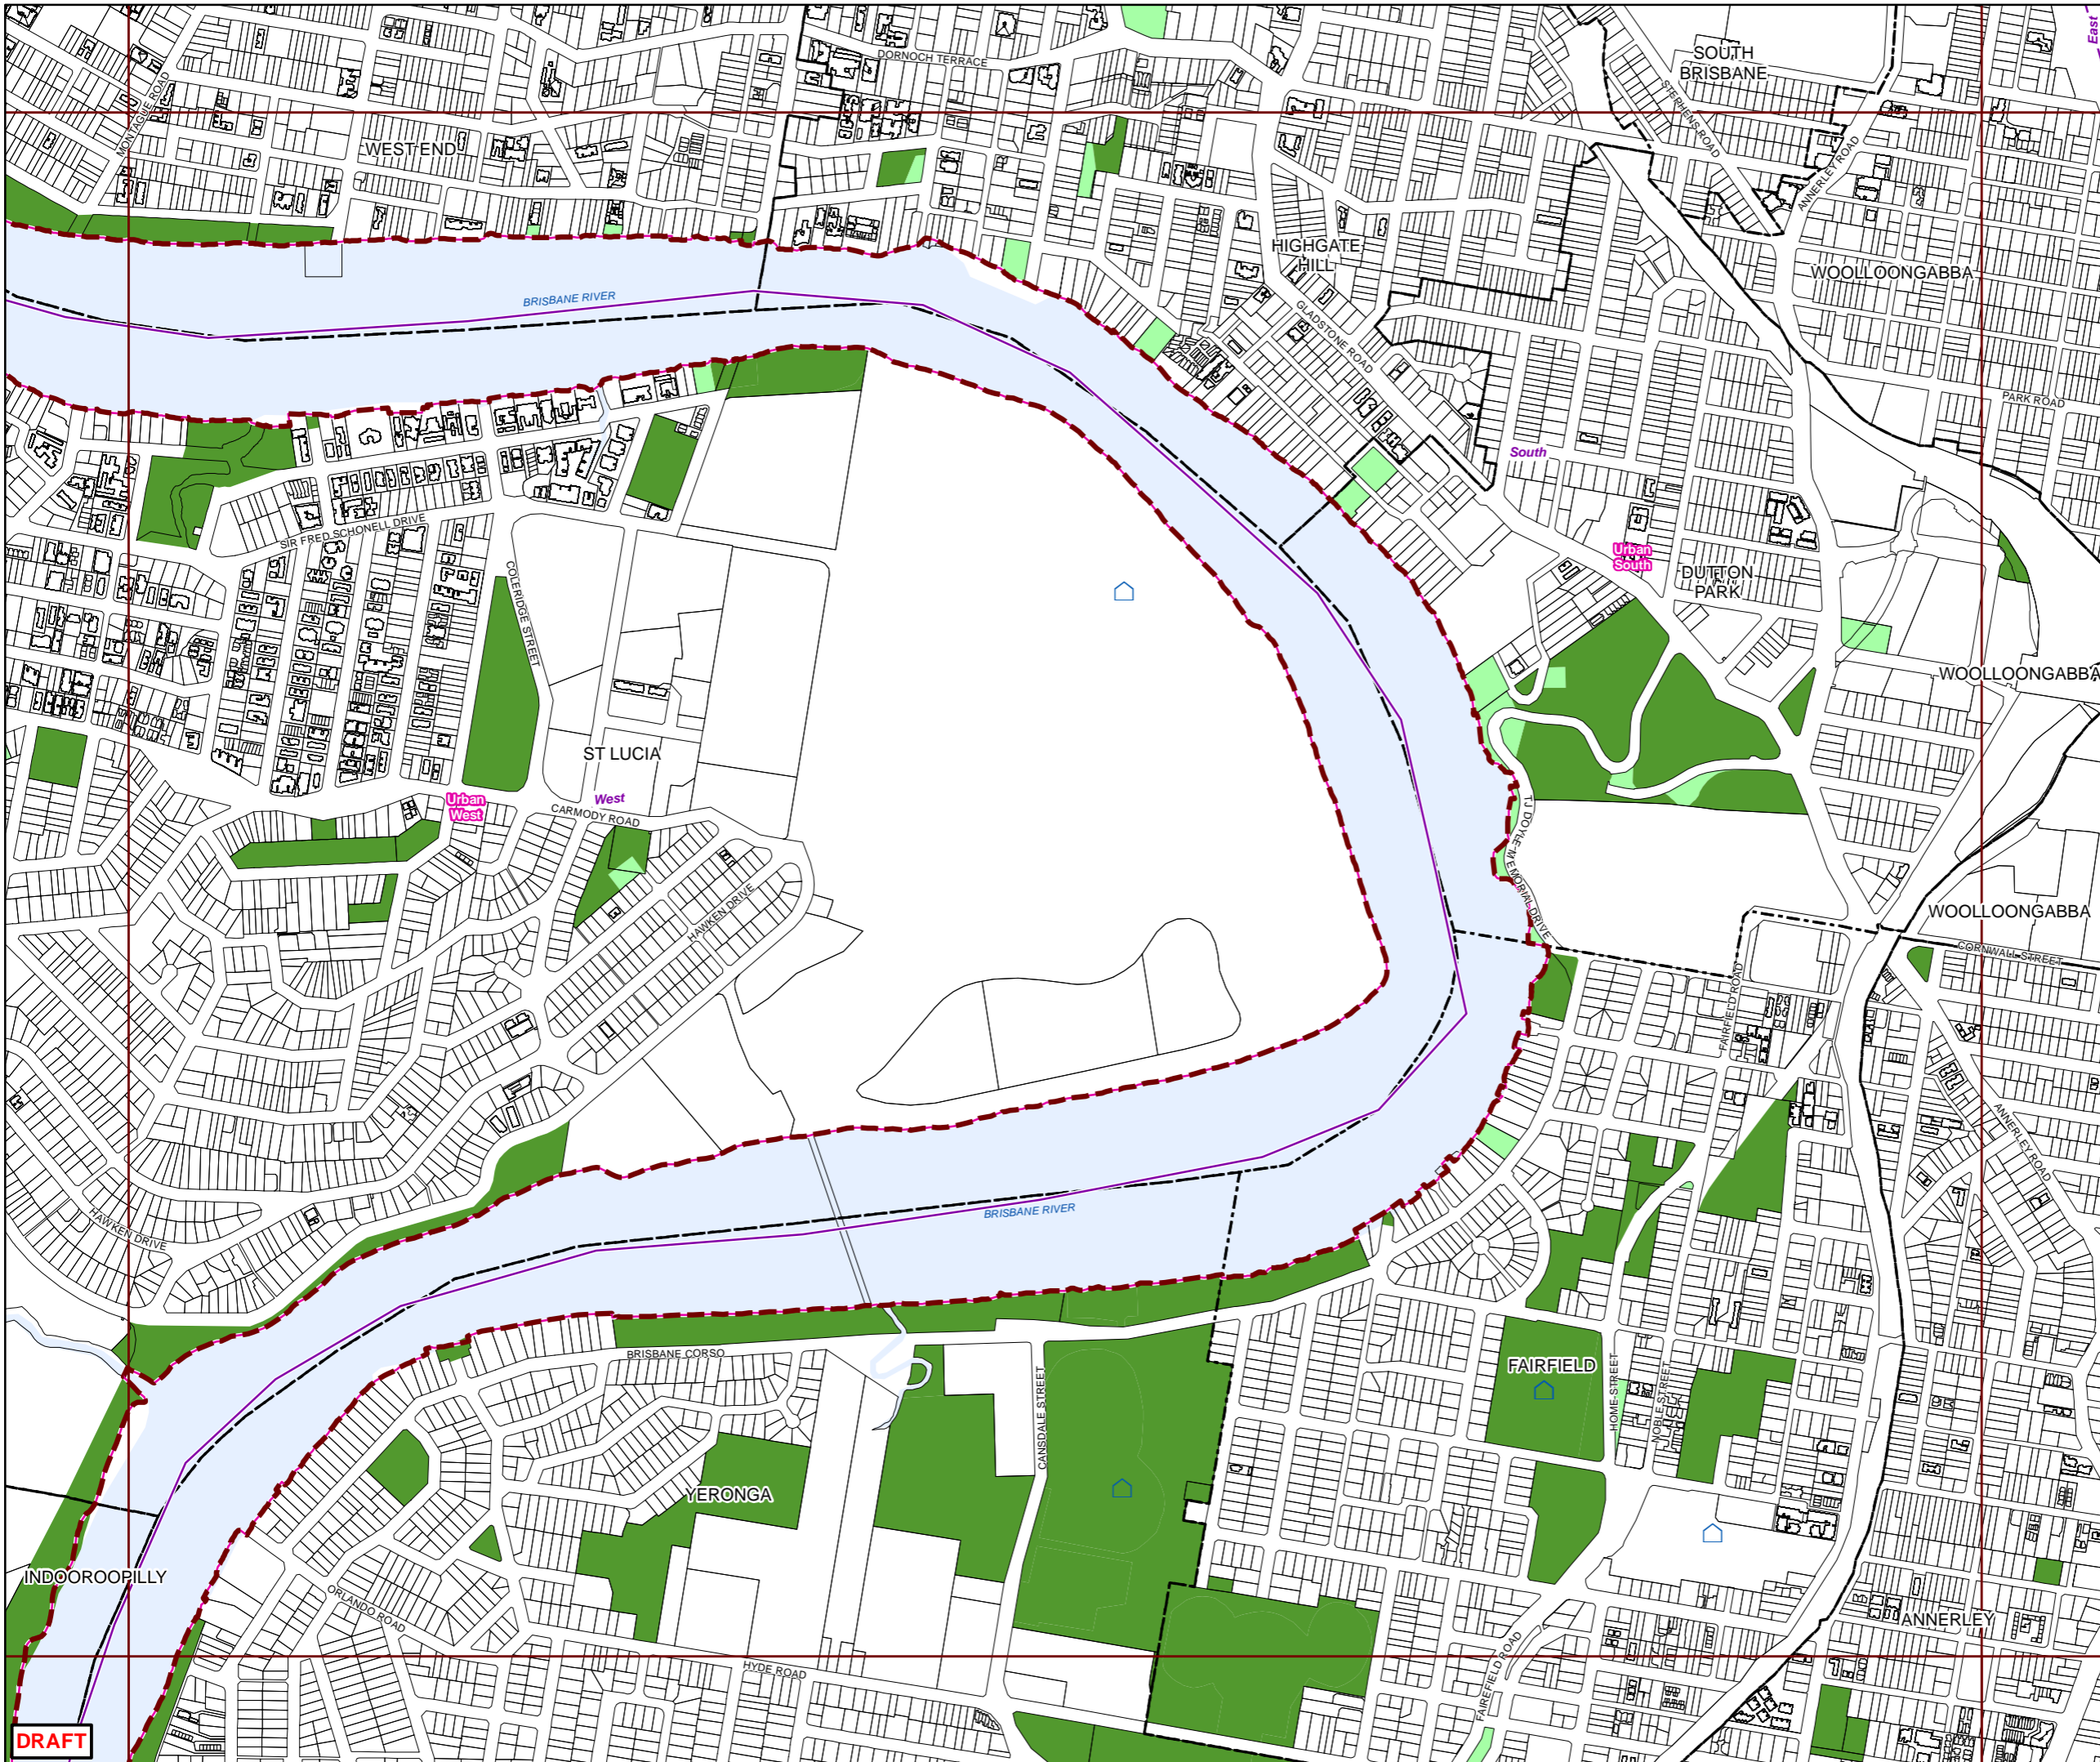 East
SOUTH
BRISBANE
DORNOCH TERRACE
MONTAGUE ROAD
STEPHENS ROAD
WEST END
ANNERLEY ROAD
HIGHGATE
HILL
WOOLLOONGABBA
BRISBANE RIVER
GLADSTONE ROAD
PARK ROAD
South
SIR FRED SCHONELL DRIVE
Urban
South
DUTTON
PARK
COLERIDGE STREET
WOOLLOONGABBA
ST LUCIA
Urban
West
West
CARMODY ROAD
T.J DOYLE MEMORIAL DRIVE
HAWKEN DRIVE
WOOLLOONGABBA
CORNWALL STREET
FAIRFIELD ROAD
ANNERLEY ROAD
BRISBANE RIVER
HAWKEN DRIVE
BRISBANE CORSO
FAIRFIELD
CANSDALE STREET
HOME STREET
NOBLE STREET
YERONGA
INDOOROOPILLY
ORLANDO ROAD
ANNERLEY
HYDE ROAD
FAIREFIELD ROAD
DRAFT